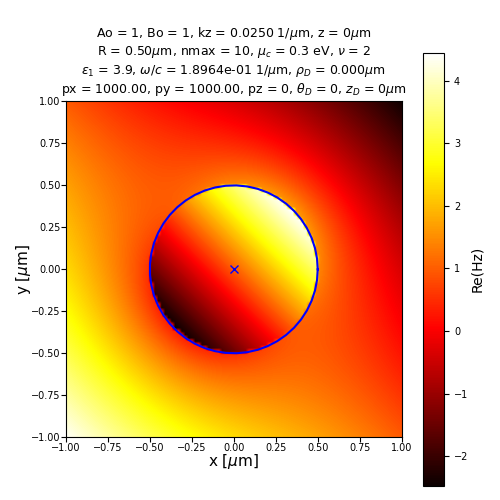 Ao = 1, Bo = 1, kz = 0.0250 1/μm, z = 0μm
R = 0.50μm, nmax = 10, μc = 0.3 eV, ν = 2
ε1 = 3.9, ω/c = 1.8964e-01 1/μm, ρD = 0.000μm
px = 1000.00, py = 1000.00, pz = 0, θD = 0, zD = 0μm
1.00
0.75
0.50
0.25
0.00
−0.25
−0.50
−0.75
−1.00
y [μm]
−1.00 −0.75 −0.50 −0.25 0.00 0.25 0.50 0.75 1.00
x [μm]
4
3
2
1
0
−1
−2
Re(Hz)